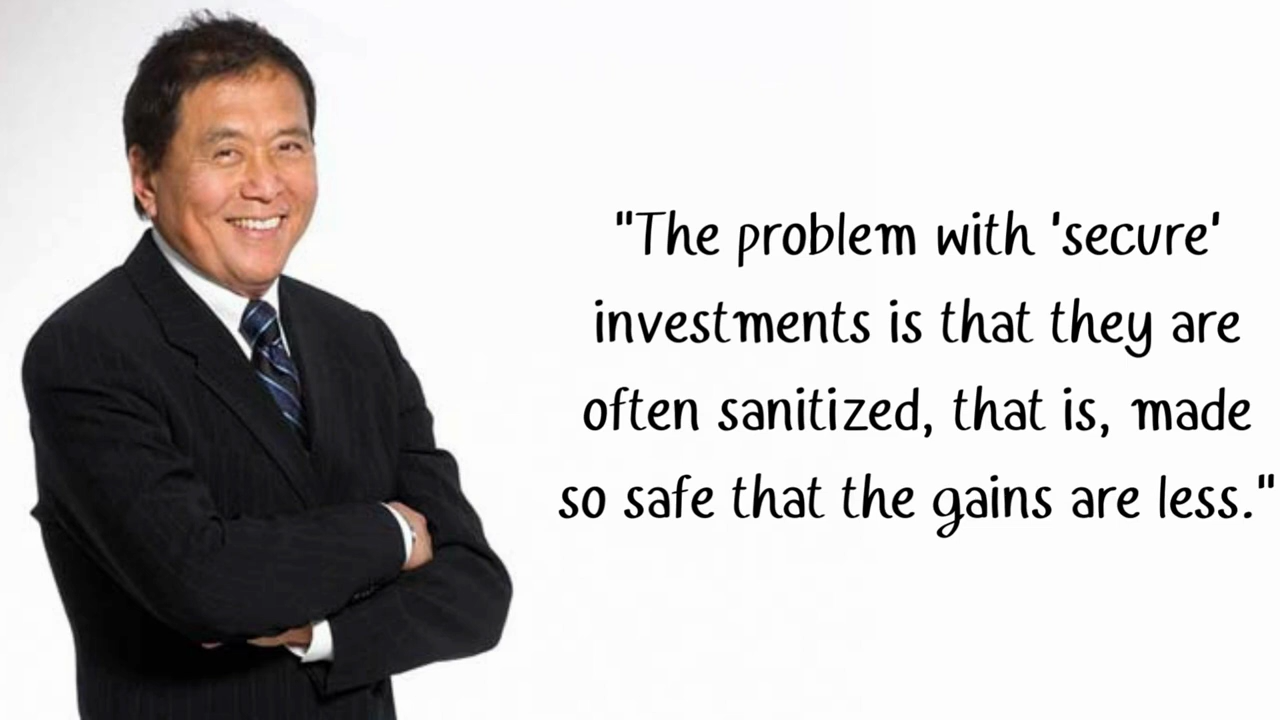 "The problem with 'secure'
investments is that they are
often sanitized, that is, made
so safe that the gains are less."